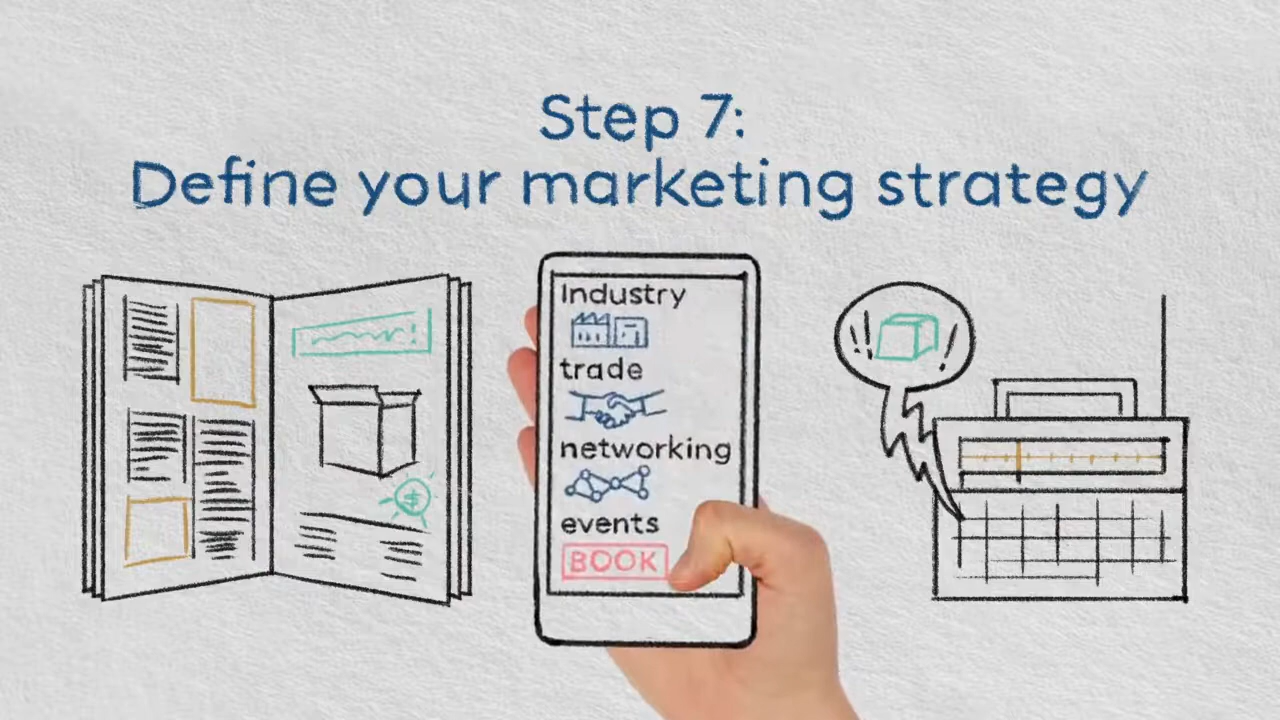 Step 7:
Define your marketing strategy
Industry
trade
networking
events
BOOK
$